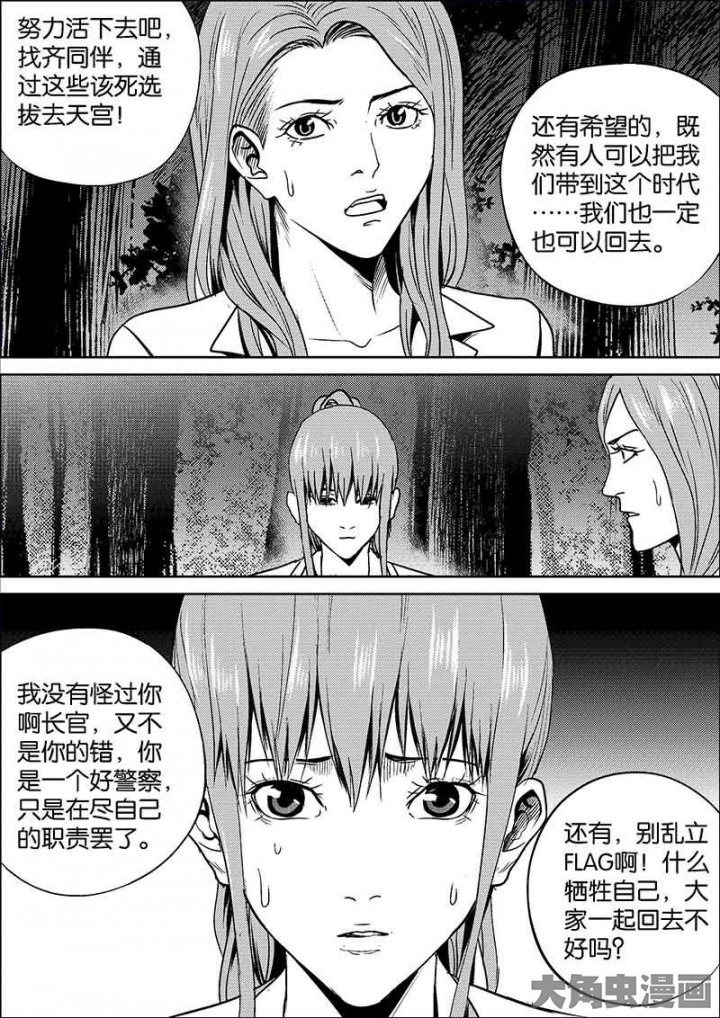 努力活下去吧，
找齐同伴，通
过这些该死选
拔去天宫！
还有希望的，既
然有人可以把我
们带到这个时代
……我们也一定
也可以回去。
我没有怪过你
啊长官，又不
是你的错，你
是一个好警察，
只是在尽自己
的职责罢了。
还有，别乱立
FLAG啊！什么
牺牲自己，大
家一起回去不
好吗？
大角虫漫画